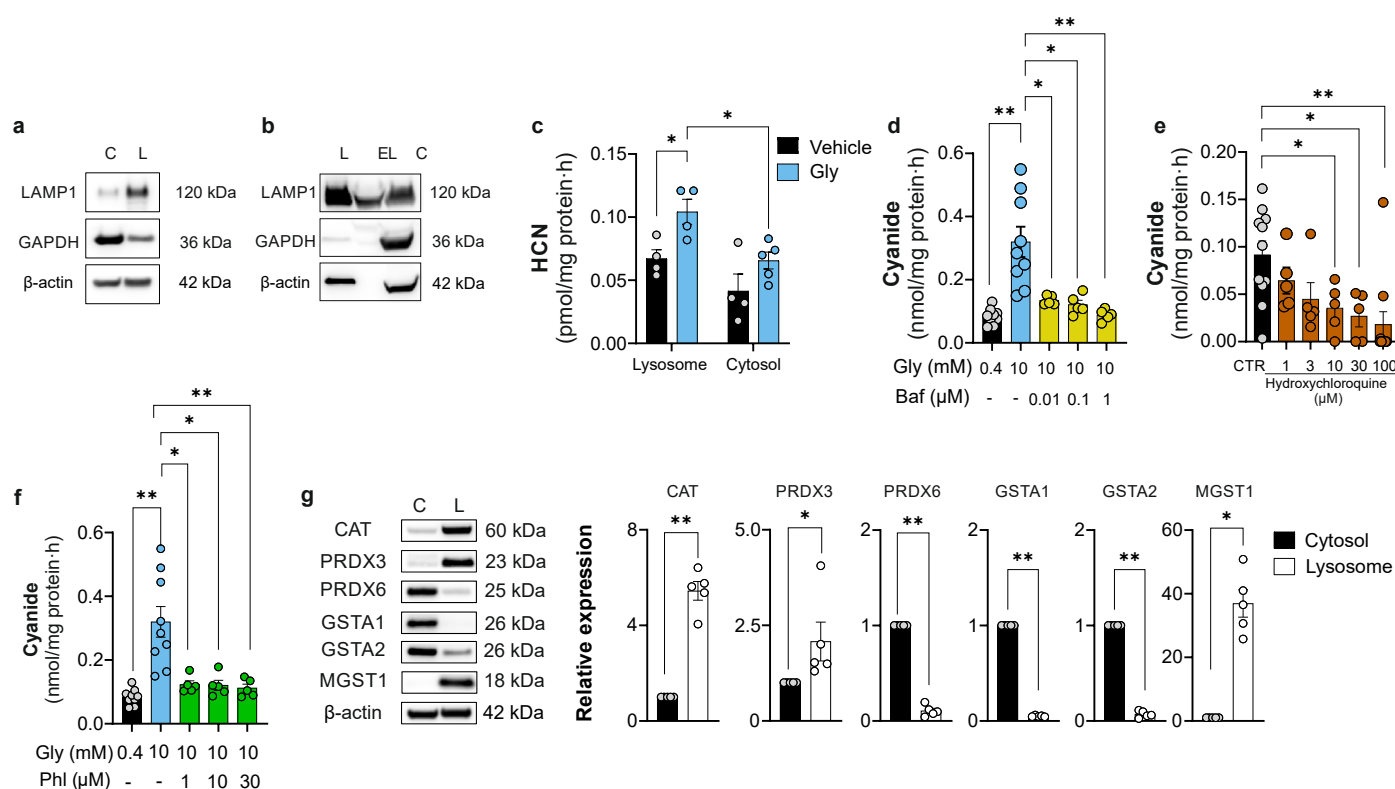 a
C L
LAMP1 120 kDa
GAPDH 36 kDa
β-actin 42 kDa
b
L EL C
LAMP1 120 kDa
GAPDH 36 kDa
β-actin 42 kDa
c
HCN
(pmol/mg protein·h)
0.15
0.10
0.05
0.00
* *
Lysosome Cytosol
Vehicle
Gly
d
Cyanide
(nmol/mg protein·h)
0.6
0.4
0.2
0.0
**
*
*
**
Gly (mM) 0.4 10 10 10 10
Baf (µM) - - 0.01 0.1 1
e
Cyanide
(nmol/mg protein·h)
0.20
0.15
0.10
0.05
0.00
**
*
*
CTR 1 3 10 30 100
Hydroxychloroquine
(µM)
f
Cyanide
(nmol/mg protein·h)
0.6
0.4
0.2
0.0
**
*
*
**
Gly (mM) 0.4 10 10 10 10
Phl (µM) - - 1 10 30
g
C L
CAT 60 kDa
PRDX3 23 kDa
PRDX6 25 kDa
GSTA1 26 kDa
GSTA2 26 kDa
MGST1 18 kDa
β-actin 42 kDa
Relative expression
CAT
8
4
0
**
PRDX3
5.0
2.5
0
*
PRDX6
2
1
0
**
GSTA1
2
1
0
**
GSTA2
2
1
0
**
MGST1
60
40
20
0
*
Cytosol
Lysosome